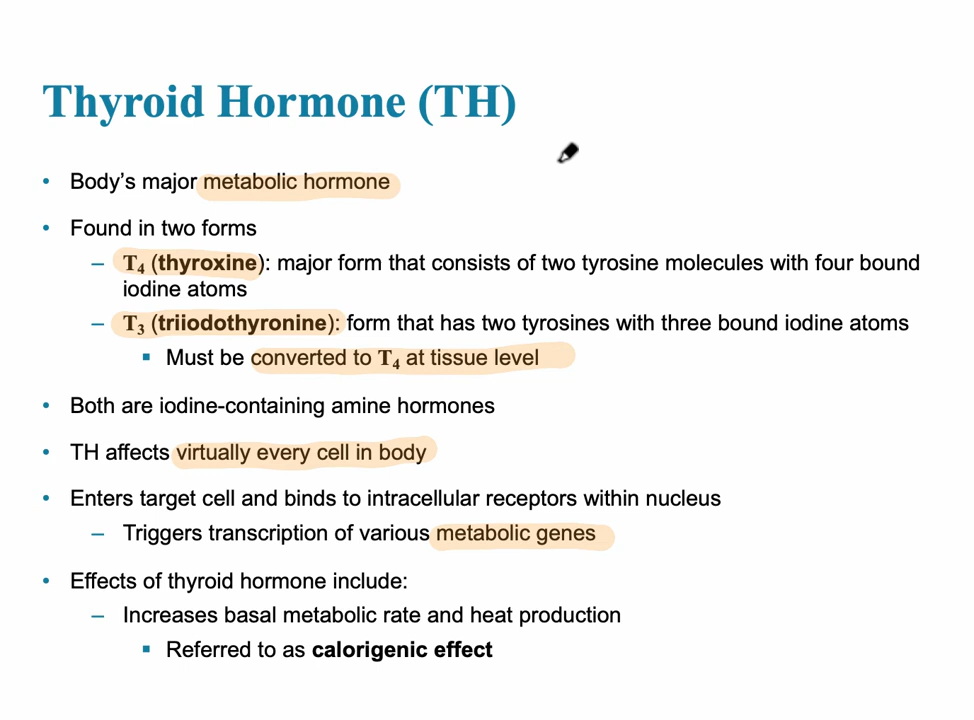 Thyroid Hormone (TH)
• Body's major metabolic hormone
• Found in two forms
– T4 (thyroxine): major form that consists of two tyrosine molecules with four bound
iodine atoms
– T3 (triiodothyronine): form that has two tyrosines with three bound iodine atoms
▪ Must be converted to T4 at tissue level
• Both are iodine-containing amine hormones
• TH affects virtually every cell in body
• Enters target cell and binds to intracellular receptors within nucleus
– Triggers transcription of various metabolic genes
• Effects of thyroid hormone include:
– Increases basal metabolic rate and heat production
▪ Referred to as calorigenic effect